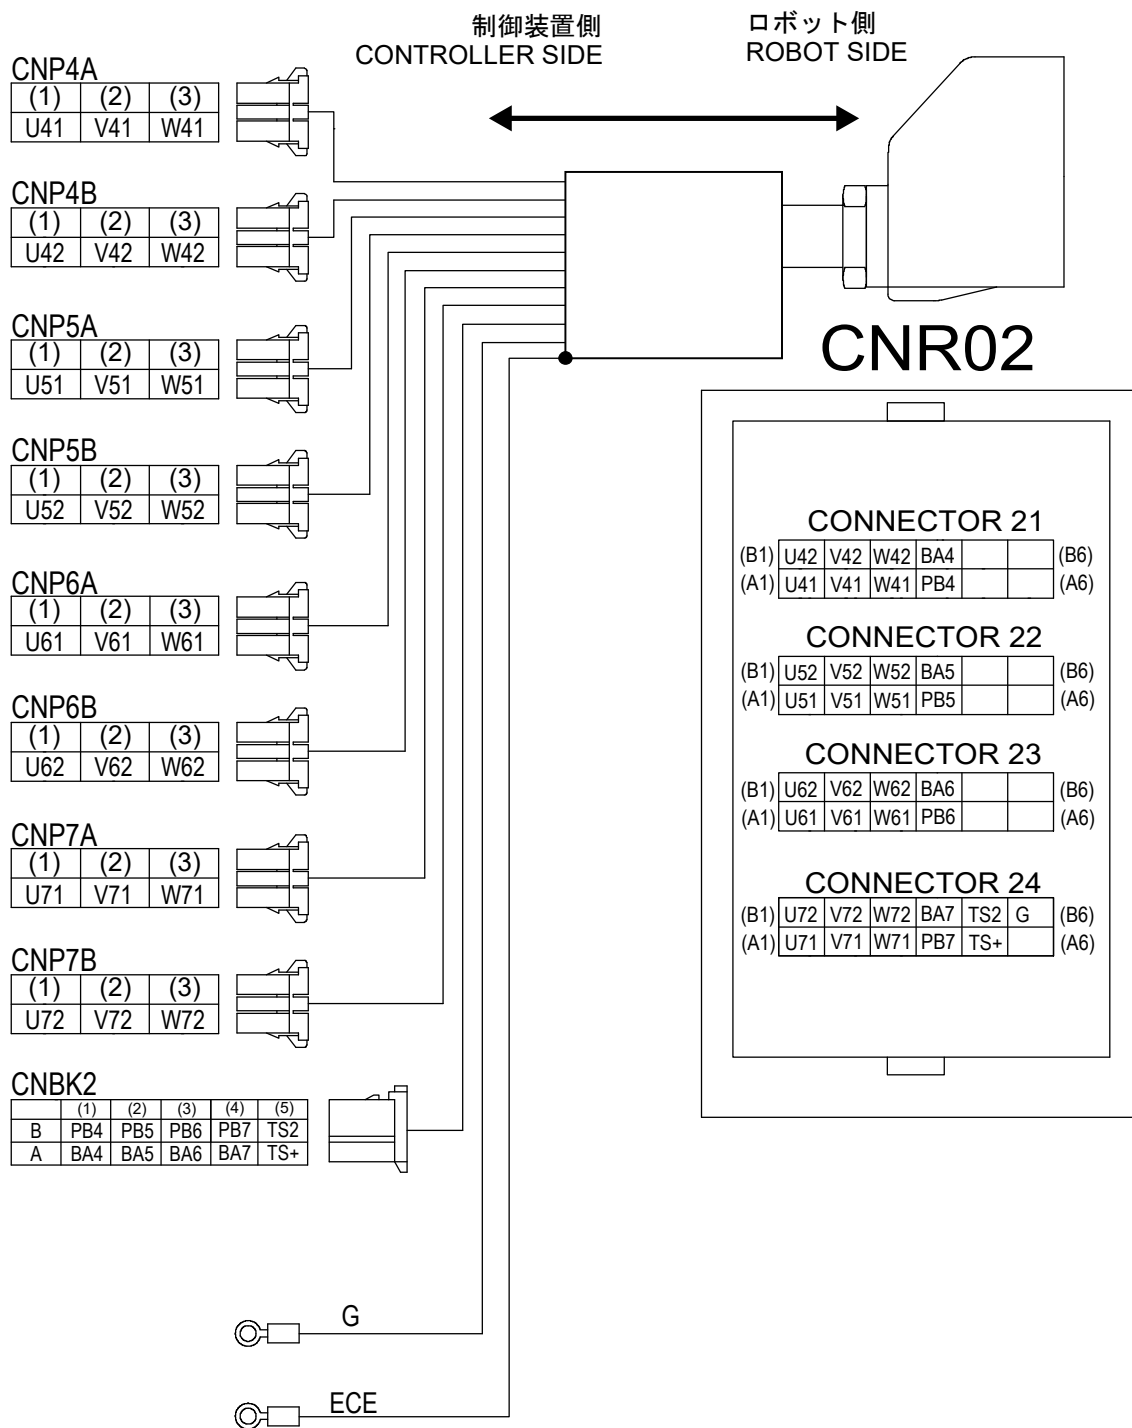 制御装置側
CONTROLLER SIDE
ロボット側
ROBOT SIDE
CNP4A
(1) (2) (3)
U41 V41 W41
CNP4B
(1) (2) (3)
U42 V42 W42
CNP5A
(1) (2) (3)
U51 V51 W51
CNP5B
(1) (2) (3)
U52 V52 W52
CNP6A
(1) (2) (3)
U61 V61 W61
CNP6B
(1) (2) (3)
U62 V62 W62
CNP7A
(1) (2) (3)
U71 V71 W71
CNP7B
(1) (2) (3)
U72 V72 W72
CNBK2
(1) (2) (3) (4) (5)
B PB4 PB5 PB6 PB7 TS2
A BA4 BA5 BA6 BA7 TS+
G
ECE
CNR02
CONNECTOR 21
(B1) U42 V42 W42 BA4 (B6)
(A1) U41 V41 W41 PB4 (A6)
CONNECTOR 22
(B1) U52 V52 W52 BA5 (B6)
(A1) U51 V51 W51 PB5 (A6)
CONNECTOR 23
(B1) U62 V62 W62 BA6 (B6)
(A1) U61 V61 W61 PB6 (A6)
CONNECTOR 24
(B1) U72 V72 W72 BA7 TS2 G (B6)
(A1) U71 V71 W71 PB7 TS+ (A6)